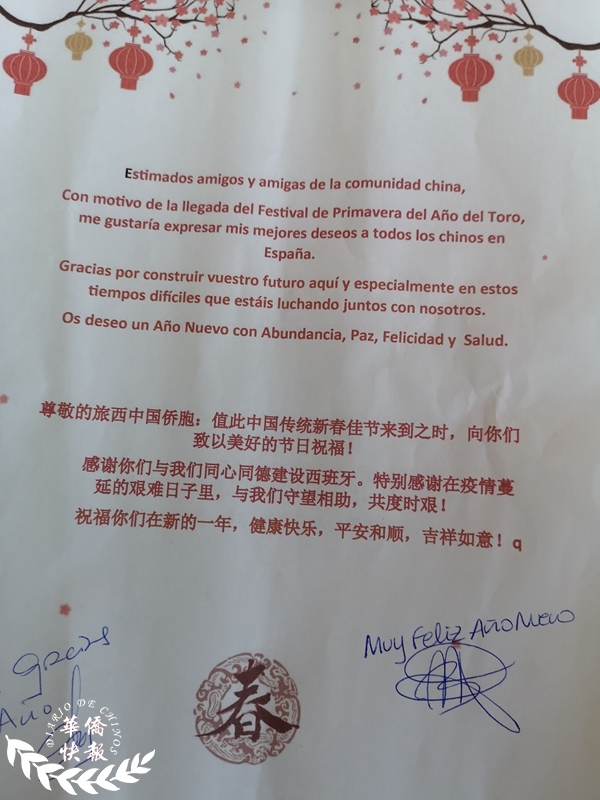 Estimados amigos y amigas de la comunidad china,
Con motivo de la llegada del Festival de Primavera del Año del Toro,
me gustaría expresar mis mejores deseos a todos los chinos en
España.
Gracias por construir vuestro futuro aquí y especialmente en estos
tiempos difíciles que estáis luchando juntos con nosotros.
Os deseo un Año Nuevo con Abundancia, Paz, Felicidad y Salud.
尊敬的旅西中国侨胞：值此中国传统新春佳节来到之时，向你们
致以美好的节日祝福！
感谢你们与我们同心同德建设西班牙。特别感谢在疫情蔓
延的艰难日子里，与我们守望相助，共度时艰！
祝福你们在新的一年，健康快乐，平安和顺，吉祥如意！q
Muy Feliz Año Nuevo
Gracias
Año
春
DIARIO DE CHINOS
華僑
快報